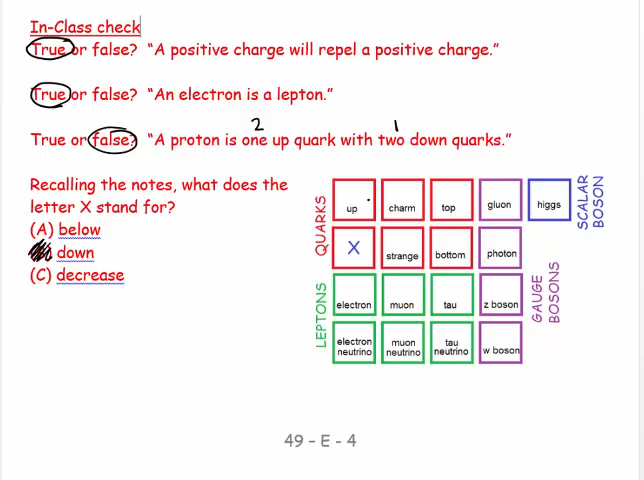 In-Class check
True or false? “A positive charge will repel a positive charge.”
True or false? “An electron is a lepton.”
2 1
True or false? “A proton is one up quark with two down quarks.”
Recalling the notes, what does the
letter X stand for?
(A) below
down
(C) decrease
QUARKS
LEPTONS
up charm top gluon higgs
X strange bottom photon
electron muon tau z boson
electron neutrino muon neutrino tau neutrino w boson
SCALAR BOSON
GAUGE BOSONS
49 – E - 4